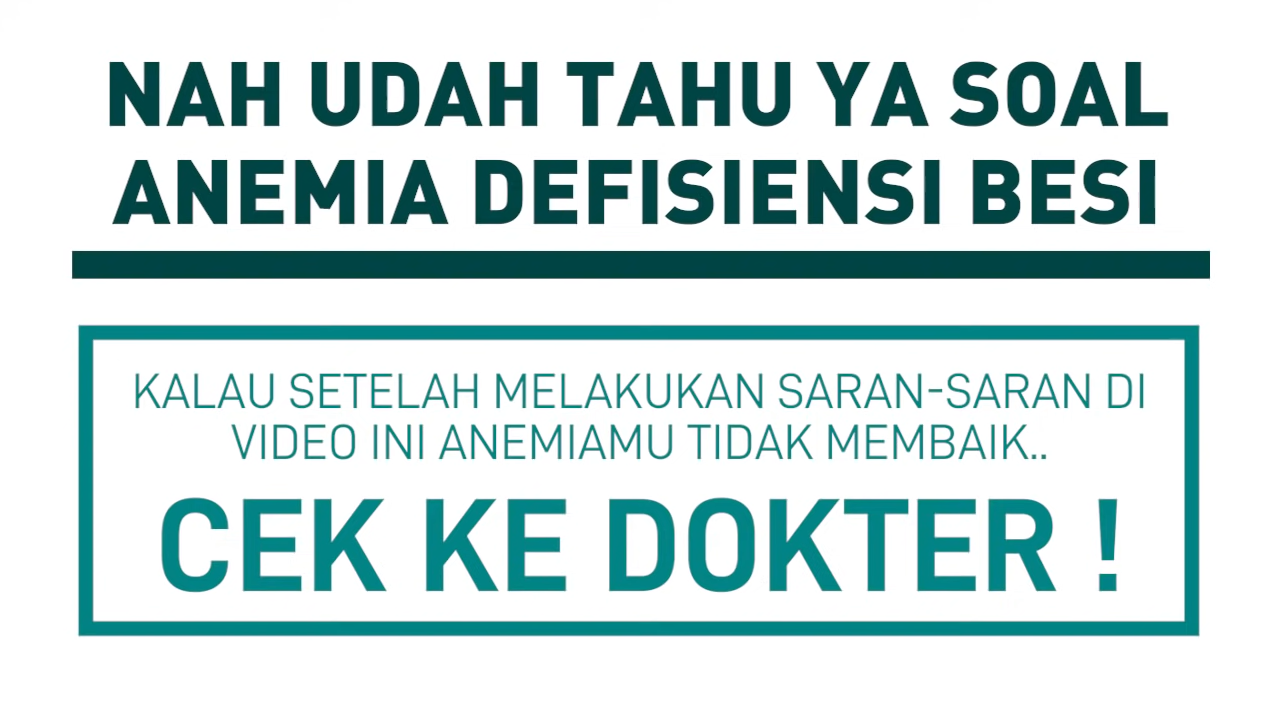 NAH UDAH TAHU YA SOAL
ANEMIA DEFISIENSI BESI
KALAU SETELAH MELAKUKAN SARAN-SARAN DI
VIDEO INI ANEMIAMU TIDAK MEMBAIK..
CEK KE DOKTER !